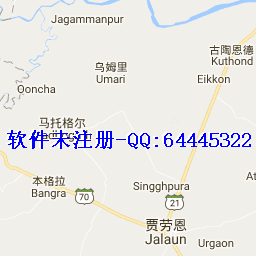 Jagammanpur
古陶恩德
Kuthond
乌姆里
Umari
Eikkon
Ooncha
马托格尔
软件未注册-QQ:64445322
本格拉
Bangra
70
Singghpura
21
At
贾劳恩
Jalaun
Urgaon